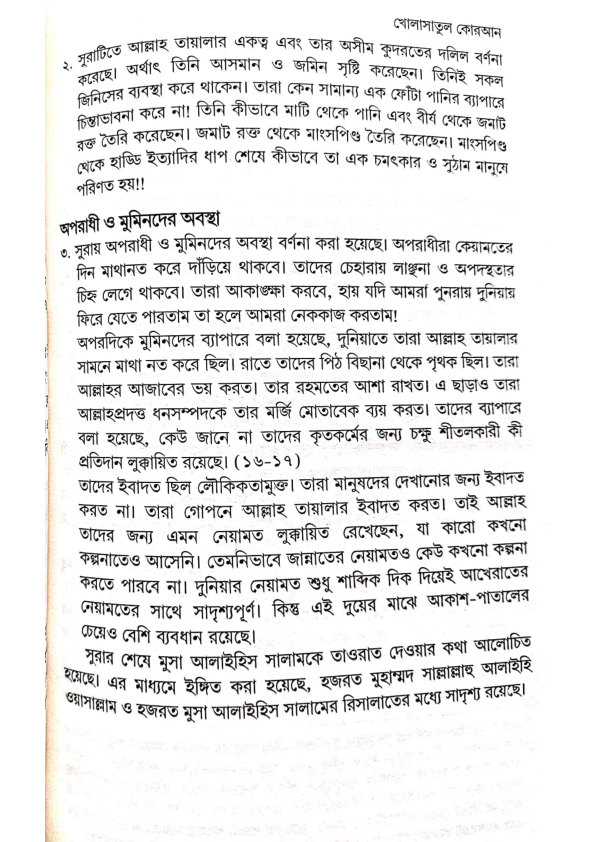 খোলাসাতুল কোরআন
২. সুরাটিতে আল্লাহ তায়ালার একত্ব এবং তার অসীম কুদরতের দলিল বর্ণনা
করেছে। অর্থাৎ তিনি আসমান ও জমিন সৃষ্টি করেছেন। তিনিই সকল
জিনিসের ব্যবস্থা করে থাকেন। তারা কেন সামান্য এক ফোঁটা পানির ব্যাপারে
চিন্তাভাবনা করে না! তিনি কীভাবে মাটি থেকে পানি এবং বীর্য থেকে জমাট
রক্ত তৈরি করেছেন। জমাট রক্ত থেকে মাংসপিণ্ড তৈরি করেছেন। মাংসপিণ্ড
থেকে হাড্ডি ইত্যাদির ধাপ শেষে কীভাবে তা এক চমৎকার ও সুঠাম মানুষে
পরিণত হয়!!
অপরাধী ও মুমিনদের অবস্থা
৩. সুরায় অপরাধী ও মুমিনদের অবস্থা বর্ণনা করা হয়েছে। অপরাধীরা কেয়ামতের
দিন মাথানত করে দাঁড়িয়ে থাকবে। তাদের চেহারায় লাঞ্ছনা ও অপদস্থতার
চিহ্ন লেগে থাকবে। তারা আকাঙ্ক্ষা করবে, হায় যদি আমরা পুনরায় দুনিয়ায়
ফিরে যেতে পারতাম তা হলে আমরা নেককাজ করতাম!
অপরদিকে মুমিনদের ব্যাপারে বলা হয়েছে, দুনিয়াতে তারা আল্লাহ তায়ালার
সামনে মাথা নত করে ছিল। রাতে তাদের পিঠ বিছানা থেকে পৃথক ছিল। তারা
আল্লাহর আজাবের ভয় করত। তার রহমতের আশা রাখত। এ ছাড়াও তারা
আল্লাহপ্রদত্ত ধনসম্পদকে তার মর্জি মোতাবেক ব্যয় করত। তাদের ব্যাপারে
বলা হয়েছে, কেউ জানে না তাদের কৃতকর্মের জন্য চক্ষু শীতলকারী কী
প্রতিদান লুক্কায়িত রয়েছে। (১৬-১৭)
তাদের ইবাদত ছিল লৌকিকতামুক্ত। তারা মানুষদের দেখানোর জন্য ইবাদত
করত না। তারা গোপনে আল্লাহ তায়ালার ইবাদত করত। তাই আল্লাহ
তাদের জন্য এমন নেয়ামত লুক্কায়িত রেখেছেন, যা কারো কখনো
কল্পনাতেও আসেনি। তেমনিভাবে জান্নাতের নেয়ামতও কেউ কখনো কল্পনা
করতে পারবে না। দুনিয়ার নেয়ামত শুধু শাব্দিক দিক দিয়েই আখেরাতের
নেয়ামতের সাথে সাদৃশ্যপূর্ণ। কিন্তু এই দুয়ের মাঝে আকাশ-পাতালের
চেয়েও বেশি ব্যবধান রয়েছে।
সুরার শেষে মুসা আলাইহিস সালামকে তাওরাত দেওয়ার কথা আলোচিত
হয়েছে। এর মাধ্যমে ইঙ্গিত করা হয়েছে, হজরত মুহাম্মদ সাল্লাল্লাহু আলাইহি
ওয়াসাল্লাম ও হজরত মুসা আলাইহিস সালামের রিসালাতের মধ্যে সাদৃশ্য রয়েছে।